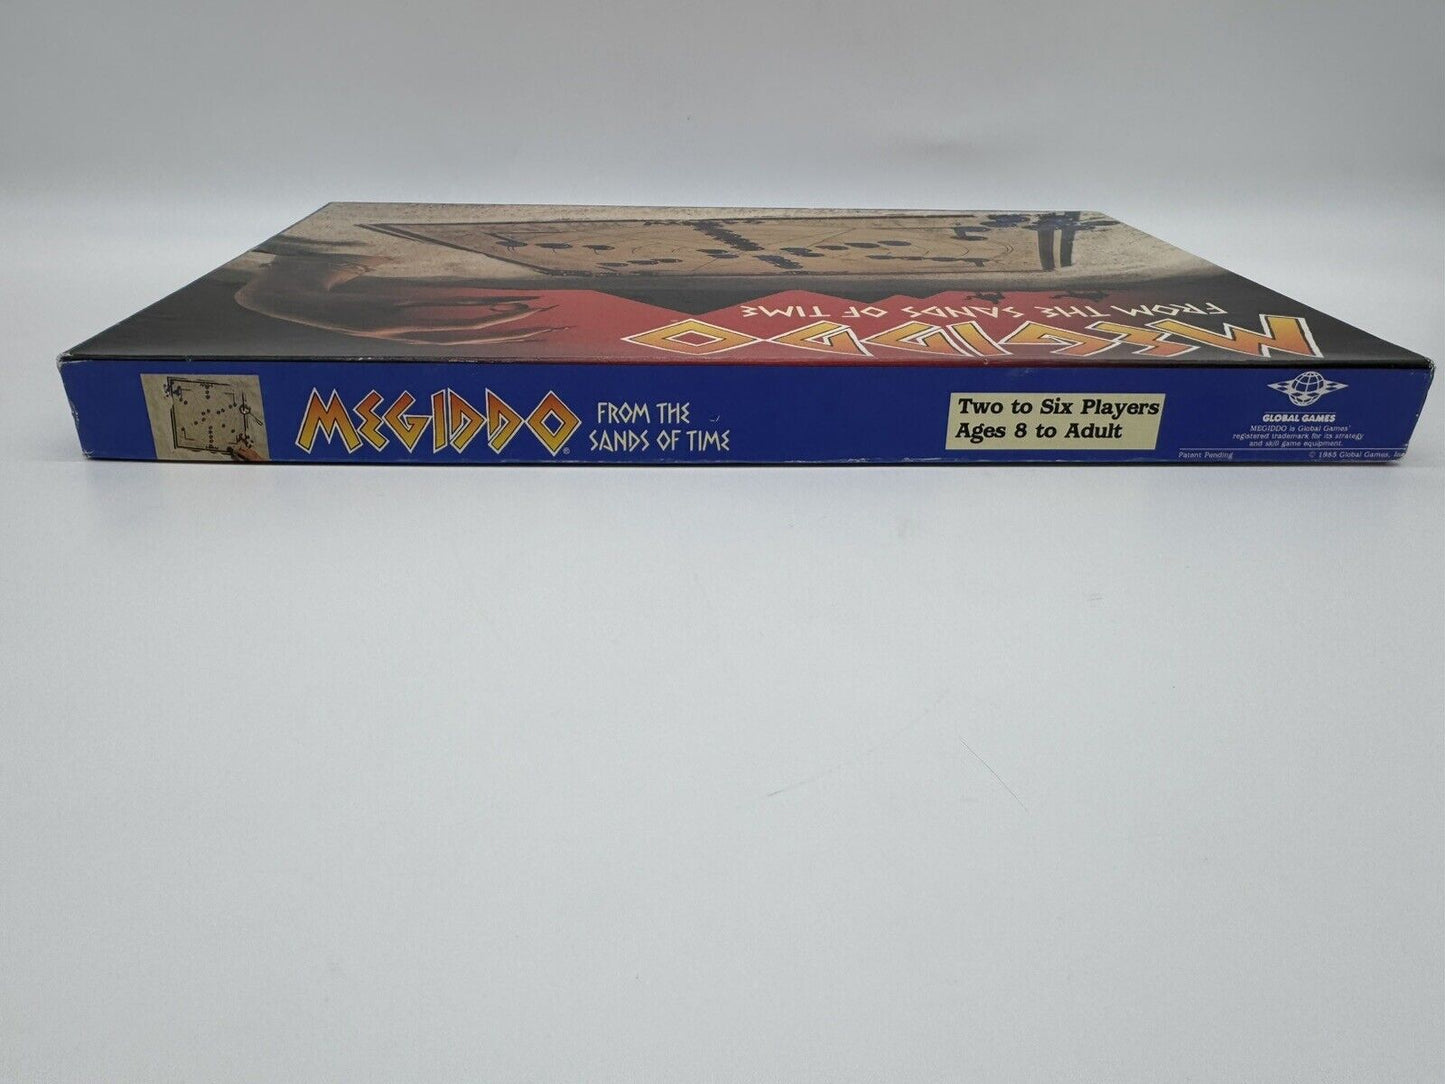 FROM THE SANDS OF TIME
MEGIDDO
MEGIDDO®
FROM THE
SANDS OF TIME
Two to Six Players
Ages 8 to Adult
GLOBAL GAMES
MEGIDDO is Global Games'
registered trademark for its strategy
and skill game equipment.
Patent Pending
© 1985 Global Games, Inc